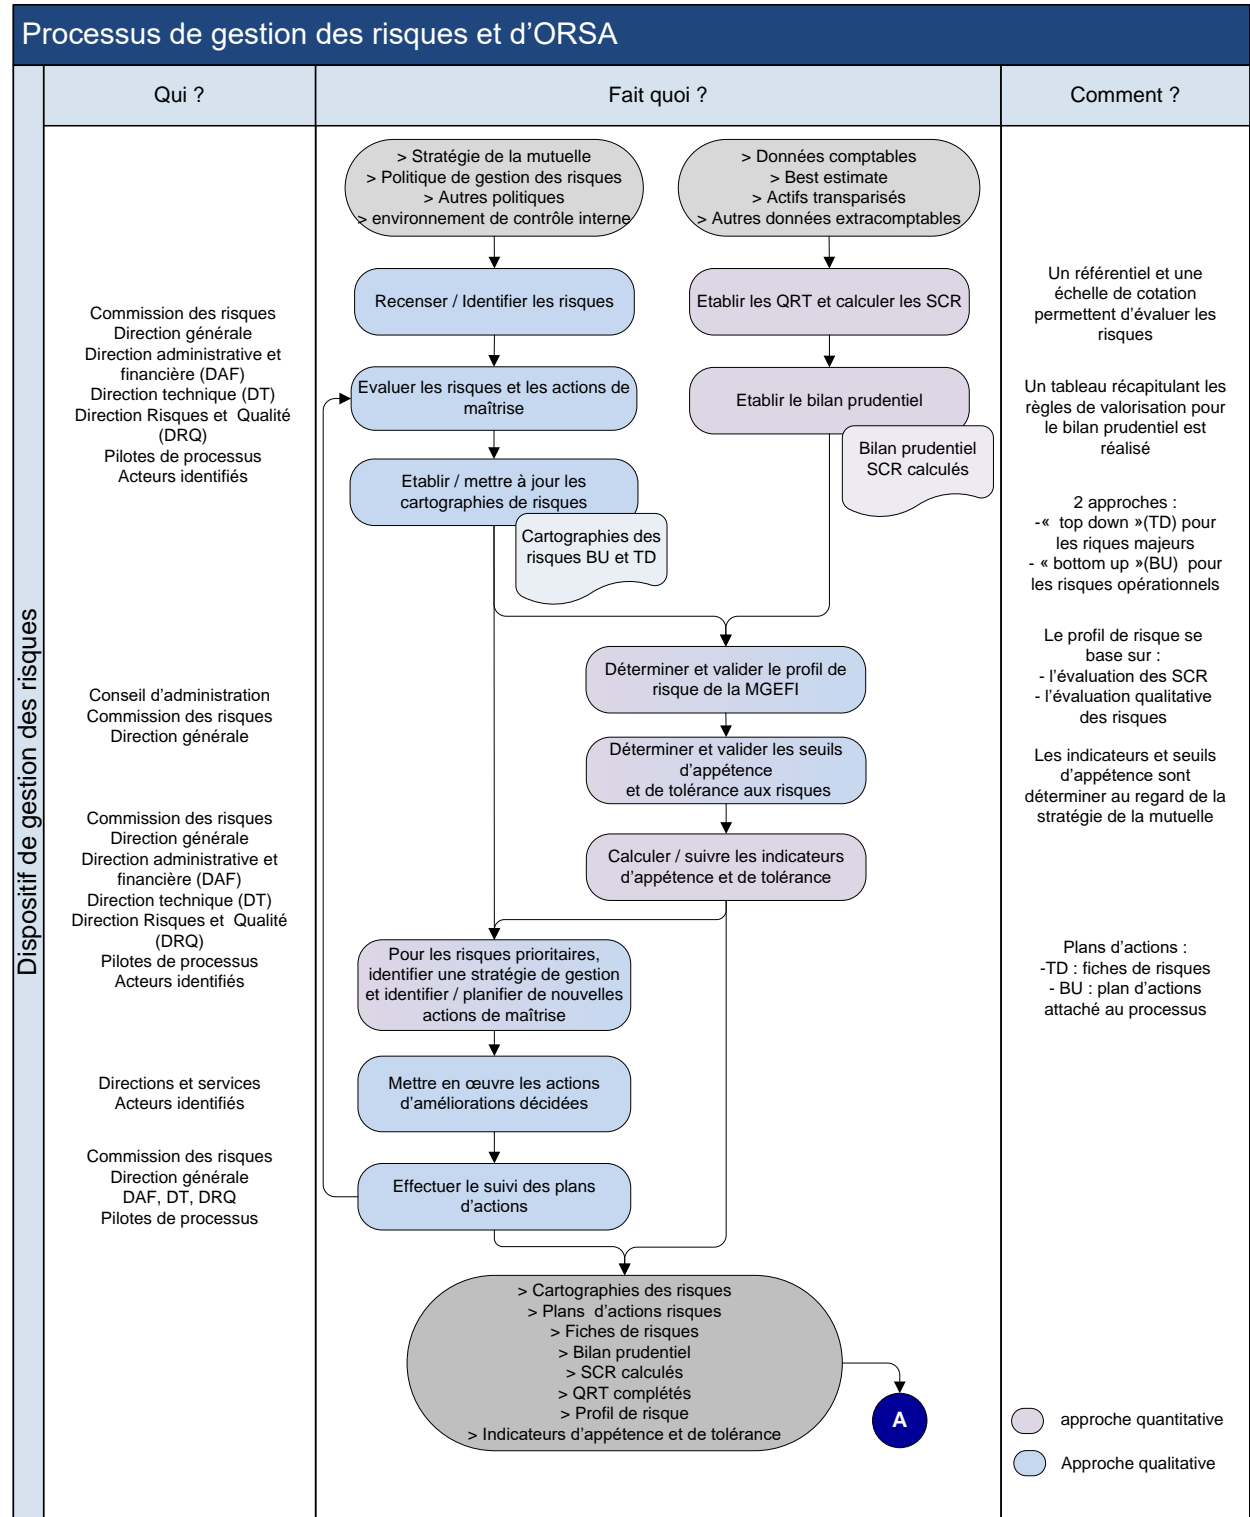 Processus de gestion des risques et d'ORSA
Dispositif de gestion des risques
Qui ?
Fait quoi ?
Comment ?
> Stratégie de la mutuelle
> Politique de gestion des risques
> Autres politiques
> environnement de contrôle interne
> Données comptables
> Best estimate
> Actifs transparisés
> Autres données extracomptables
Commission des risques
Direction générale
Direction administrative et
financière (DAF)
Direction technique (DT)
Direction Risques et Qualité
(DRQ)
Pilotes de processus
Acteurs identifiés
Recenser / Identifier les risques
Etablir les QRT et calculer les SCR
Un référentiel et une
échelle de cotation
permettent d'évaluer les
risques
Evaluer les risques et les actions de
maîtrise
Etablir le bilan prudentiel
Un tableau récapitulant les
règles de valorisation pour
le bilan prudentiel est
réalisé
Bilan prudentiel
SCR calculés
Etablir / mettre à jour les
cartographies de risques
Cartographies des
risques BU et TD
2 approches :
-« top down »(TD) pour
les riques majeurs
- « bottom up »(BU) pour
les risques opérationnels
Conseil d'administration
Commission des risques
Direction générale
Déterminer et valider le profil de
risque de la MGEFI
Le profil de risque se
base sur :
- l'évaluation des SCR
- l'évaluation qualitative
des risques
Déterminer et valider les seuils
d'appétence
et de tolérance aux risques
Les indicateurs et seuils
d'appétence sont
déterminer au regard de la
stratégie de la mutuelle
Commission des risques
Direction générale
Direction administrative et
financière (DAF)
Direction technique (DT)
Direction Risques et Qualité
(DRQ)
Pilotes de processus
Acteurs identifiés
Calculer / suivre les indicateurs
d'appétence et de tolérance
Pour les risques prioritaires,
identifier une stratégie de gestion
et identifier / planifier de nouvelles
actions de maîtrise
Plans d'actions :
-TD : fiches de risques
- BU : plan d'actions
attaché au processus
Directions et services
Acteurs identifiés
Mettre en œuvre les actions
d'améliorations décidées
Commission des risques
Direction générale
DAF, DT, DRQ
Pilotes de processus
Effectuer le suivi des plans
d'actions
> Cartographies des risques
> Plans d'actions risques
> Fiches de risques
> Bilan prudentiel
> SCR calculés
> QRT complétés
> Profil de risque
> Indicateurs d'appétence et de tolérance
A
approche quantitative
Approche qualitative